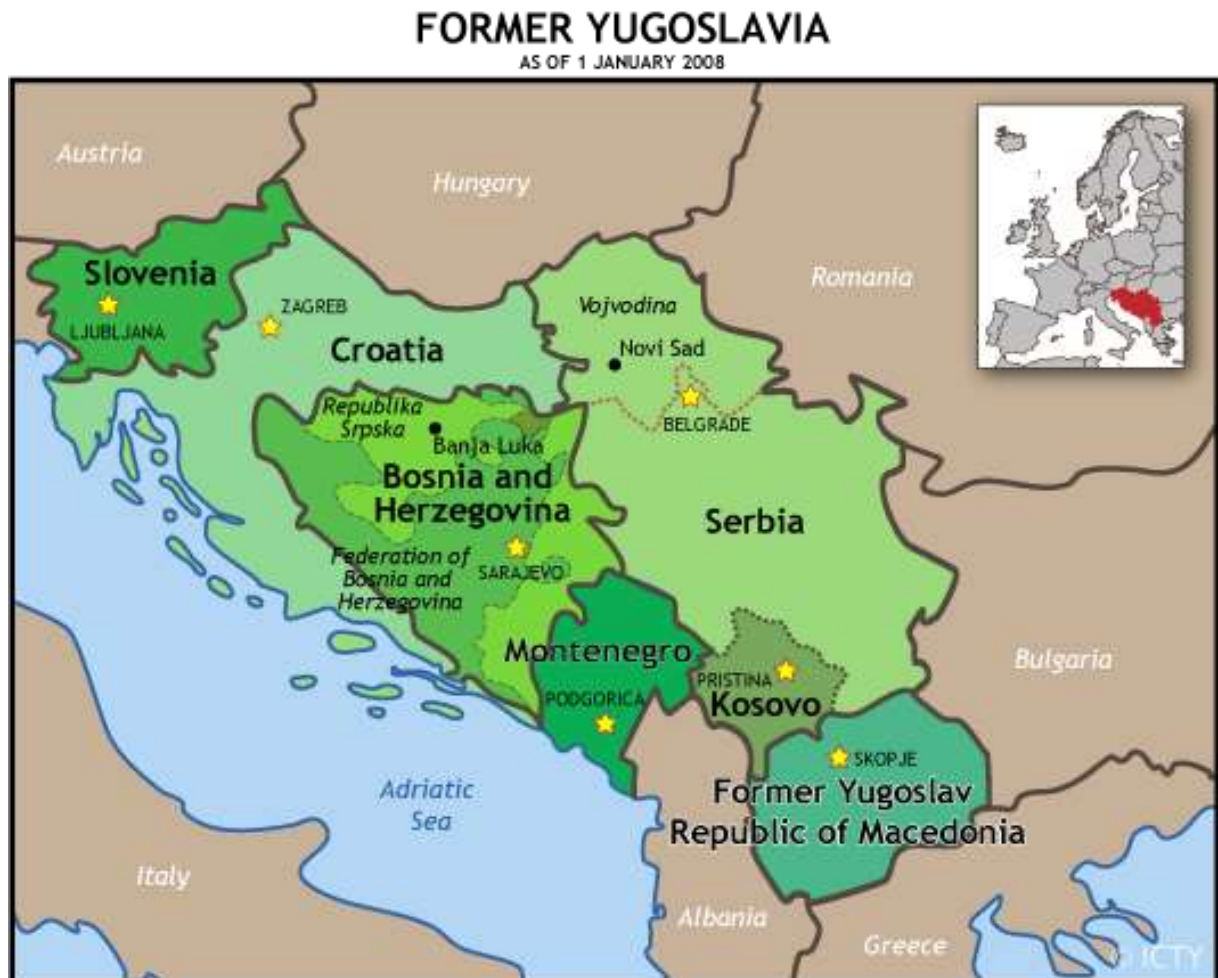 FORMER YUGOSLAVIA
AS OF 1 JANUARY 2008
Austria
Hungary
Slovenia
LJUBLJANA
ZAGREB
Croatia
Vojvodina
Novi Sad
BELGRADE
Romania
Republika
Srpska
Banja Luka
Bosnia and
Herzegovina
Serbia
Federation of
Bosnia and
Herzegovina
SARAJEVO
Montenegro
PODGORICA
PRISTINA
Kosovo
Bulgaria
SKOPJE
Former Yugoslav
Republic of Macedonia
Adriatic
Sea
Italy
Albania
Greece
© ICTY